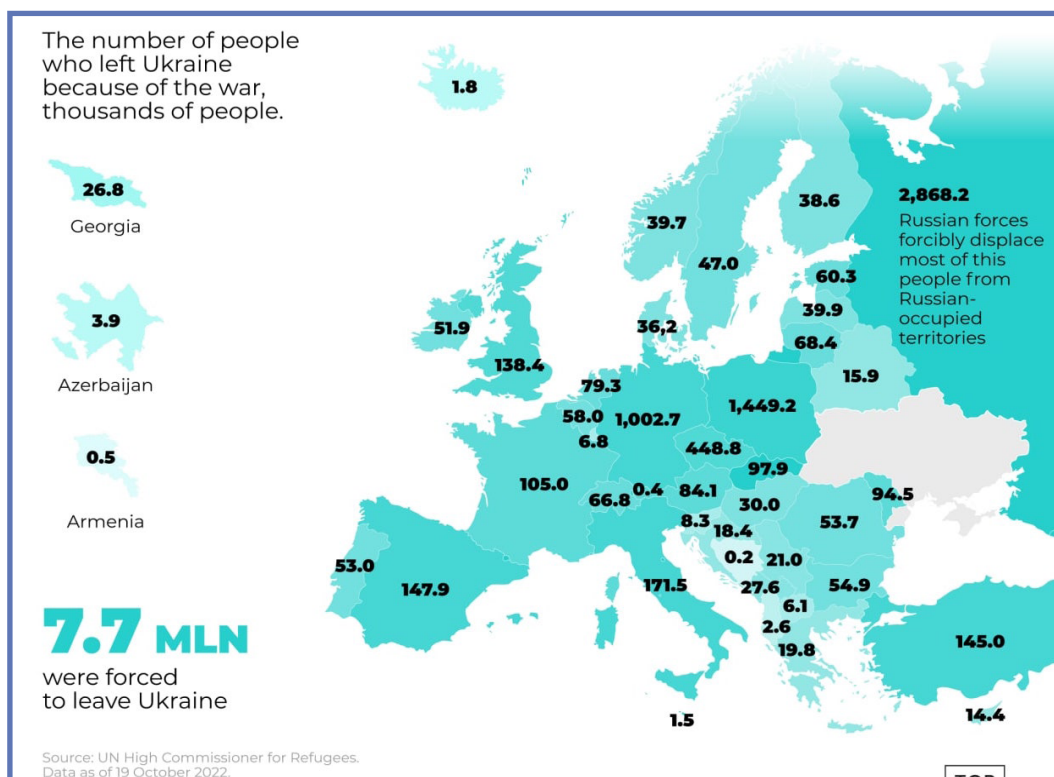 The number of people
who left Ukraine
because of the war,
thousands of people.
1.8
26.8
Georgia
3.9
Azerbaijan
0.5
Armenia
2,868.2
Russian forces
forcibly displace
most of this
people from
Russian-
occupied
territories
38.6
39.7
47.0
60.3
39.9
68.4
15.9
51.9
36,2
138.4
79.3
58.0
1,002.7
1,449.2
6.8
448.8
97.9
105.0
66.8
0.4
84.1
30.0
94.5
53.7
8.3
18.4
0.2
21.0
53.0
147.9
171.5
27.6
54.9
6.1
2.6
19.8
145.0
1.5
14.4
7.7 MLN
were forced
to leave Ukraine
Source: UN High Commissioner for Refugees.
Data as of 19 October 2022.
TOP